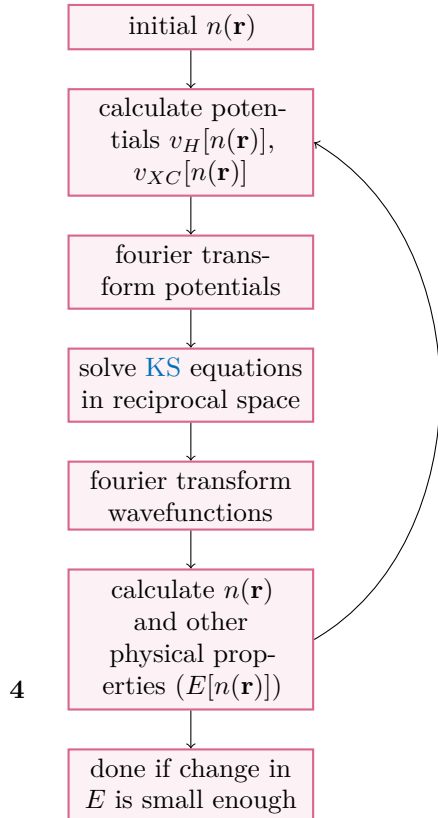 initial n(r)
calculate poten-
tials v_H[n(r)],
v_XC[n(r)]
fourier trans-
form potentials
solve KS equations
in reciprocal space
fourier transform
wavefunctions
calculate n(r)
and other
physical prop-
erties (E[n(r)])
4
done if change in
E is small enough